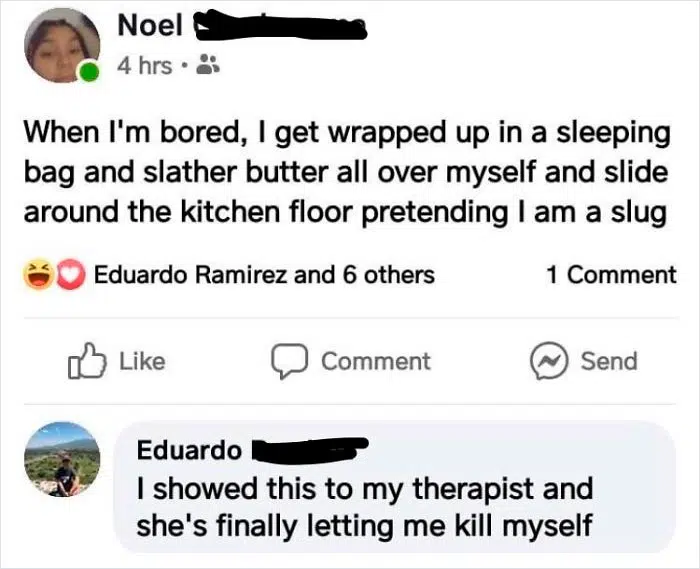 Noel
4 hrs ·
When I'm bored, I get wrapped up in a sleeping
bag and slather butter all over myself and slide
around the kitchen floor pretending I am a slug
Eduardo Ramirez and 6 others 1 Comment
Like Comment Send
Eduardo
I showed this to my therapist and
she's finally letting me kill myself